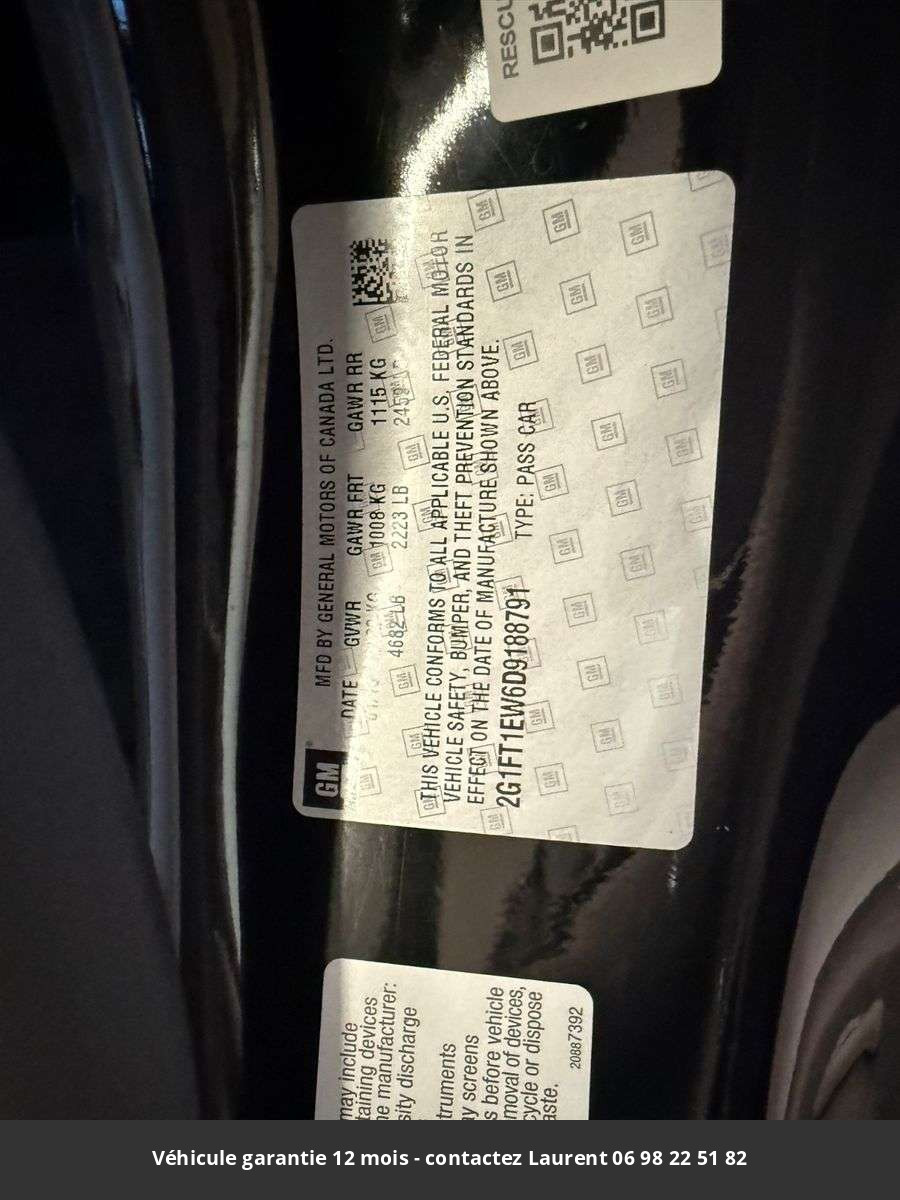 RESCU
GM
MFD BY GENERAL MOTORS OF CANADA LTD.
DATE GVWR GAWR FRT GAWR RR
1008 KG 1115 KG
4682 LB 2223 LB
THIS VEHICLE CONFORMS TO ALL APPLICABLE U.S. FEDERAL MOTOR
VEHICLE SAFETY, BUMPER, AND THEFT PREVENTION STANDARDS IN
EFFECT ON THE DATE OF MANUFACTURE SHOWN ABOVE.
2G1FT1EW6D9188791 TYPE: PASS CAR
may include
taining devices
ne manufacturer:
sity discharge
truments
ay screens
s before vehicle
moval of devices,
cycle or dispose
aste.
20887392
Véhicule garantie 12 mois - contactez Laurent 06 98 22 51 82